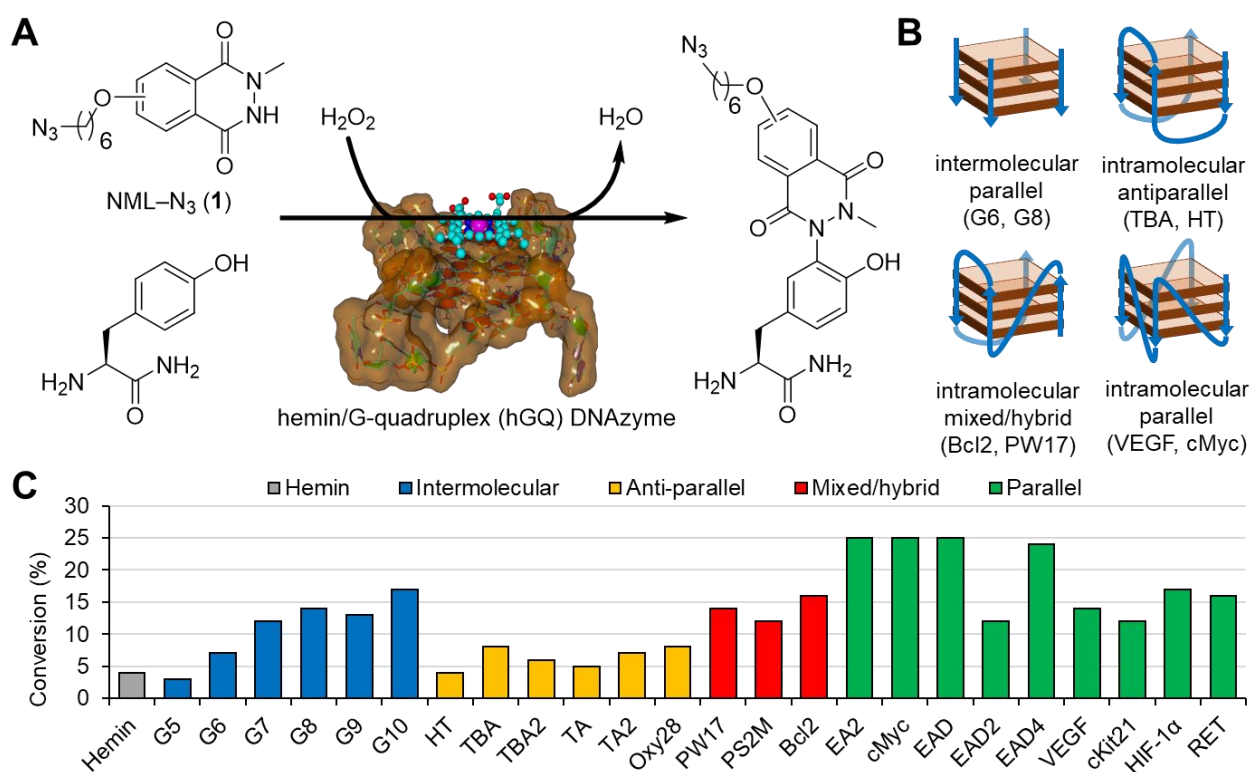 A
N3
( )6
O
O
N
NH
O
NML–N3 (1)
OH
H2N
NH2
O
H2O2
H2O
hemin/G-quadruplex (hGQ) DNAzyme
N3
( )6
O
O
N
N
O
OH
H2N
NH2
O
B
intermolecular
parallel
(G6, G8)
intramolecular
antiparallel
(TBA, HT)
intramolecular
mixed/hybrid
(Bcl2, PW17)
intramolecular
parallel
(VEGF, cMyc)
C
Hemin Intermolecular Anti-parallel Mixed/hybrid Parallel
Conversion (%)
30
25
20
15
10
5
0
Hemin G5 G6 G7 G8 G9 G10 HT TBA TBA2 TA TA2 Oxy28 PW17 PS2M Bcl2 EA2 cMyc EAD EAD2 EAD4 VEGF cKit21 HIF-1α RET